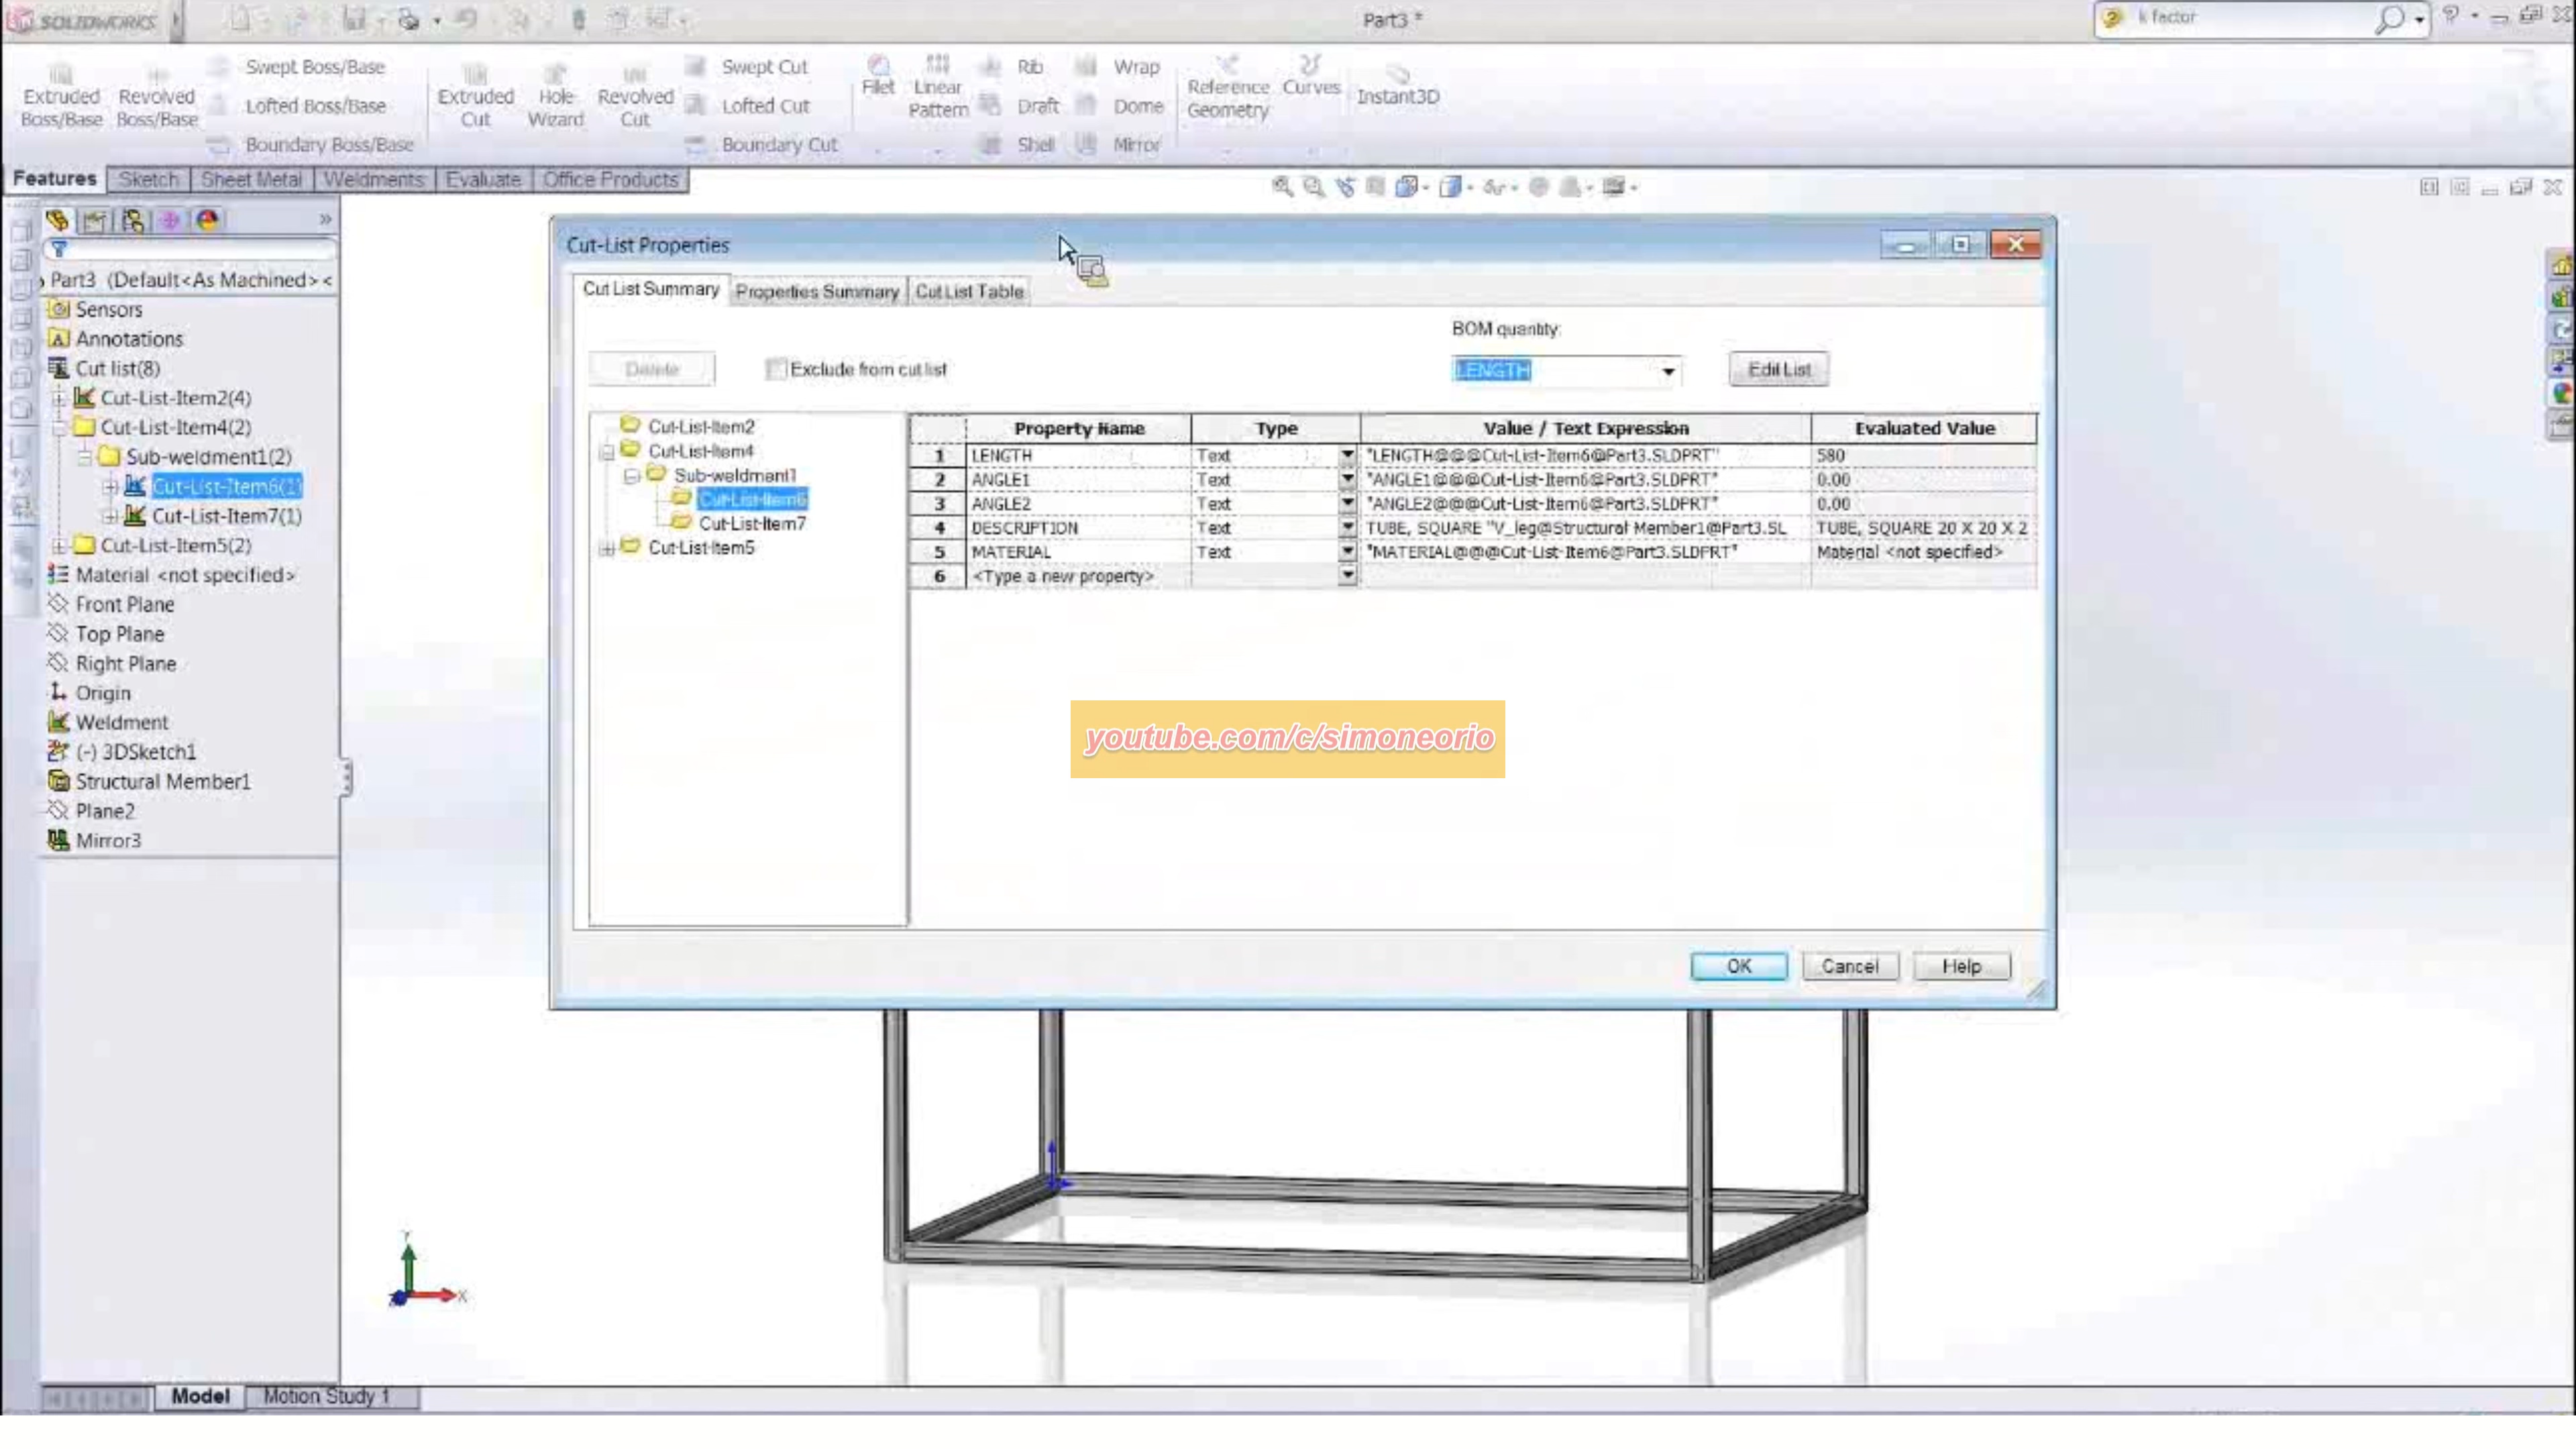 SOLIDWORKS
Part3 *
k factor
Extruded Boss/Base
Revolved Boss/Base
Swept Boss/Base
Lofted Boss/Base
Boundary Boss/Base
Extruded Cut
Hole Wizard
Revolved Cut
Swept Cut
Lofted Cut
Boundary Cut
Fillet
Linear Pattern
Rib
Draft
Shell
Wrap
Dome
Mirror
Reference Geometry
Curves
Instant3D
Features
Sketch
Sheet Metal
Weldments
Evaluate
Office Products
Part3 (Default<As Machined><
Sensors
Annotations
Cut list(8)
Cut-List-Item2(4)
Cut-List-Item4(2)
Sub-weldment1(2)
Cut-List-Item6(1)
Cut-List-Item7(1)
Cut-List-Item5(2)
Material <not specified>
Front Plane
Top Plane
Right Plane
Origin
Weldment
(-) 3DSketch1
Structural Member1
Plane2
Mirror3
Cut-List Properties
Cut List Summary
Properties Summary
Cut List Table
BOM quantity:
Delete
Exclude from cut list
LENGTH
Edit List
Cut-List-Item2
Cut-List-Item4
Sub-weldment1
Cut-List-Item6
Cut-List-Item7
Cut-List-Item5
Property Name Type Value / Text Expression Evaluated Value
1 LENGTH Text "LENGTH@@@Cut-List-Item6@Part3.SLDPRT" 580
2 ANGLE1 Text "ANGLE1@@@Cut-List-Item6@Part3.SLDPRT" 0.00
3 ANGLE2 Text "ANGLE2@@@Cut-List-Item6@Part3.SLDPRT" 0.00
4 DESCRIPTION Text TUBE, SQUARE "V_leg@Structural Member1@Part3.SL TUBE, SQUARE 20 X 20 X 2
5 MATERIAL Text "MATERIAL@@@Cut-List-Item6@Part3.SLDPRT" Material <not specified>
6 <Type a new property>
youtube.com/c/simoneorio
OK
Cancel
Help
Y
X
Model
Motion Study 1